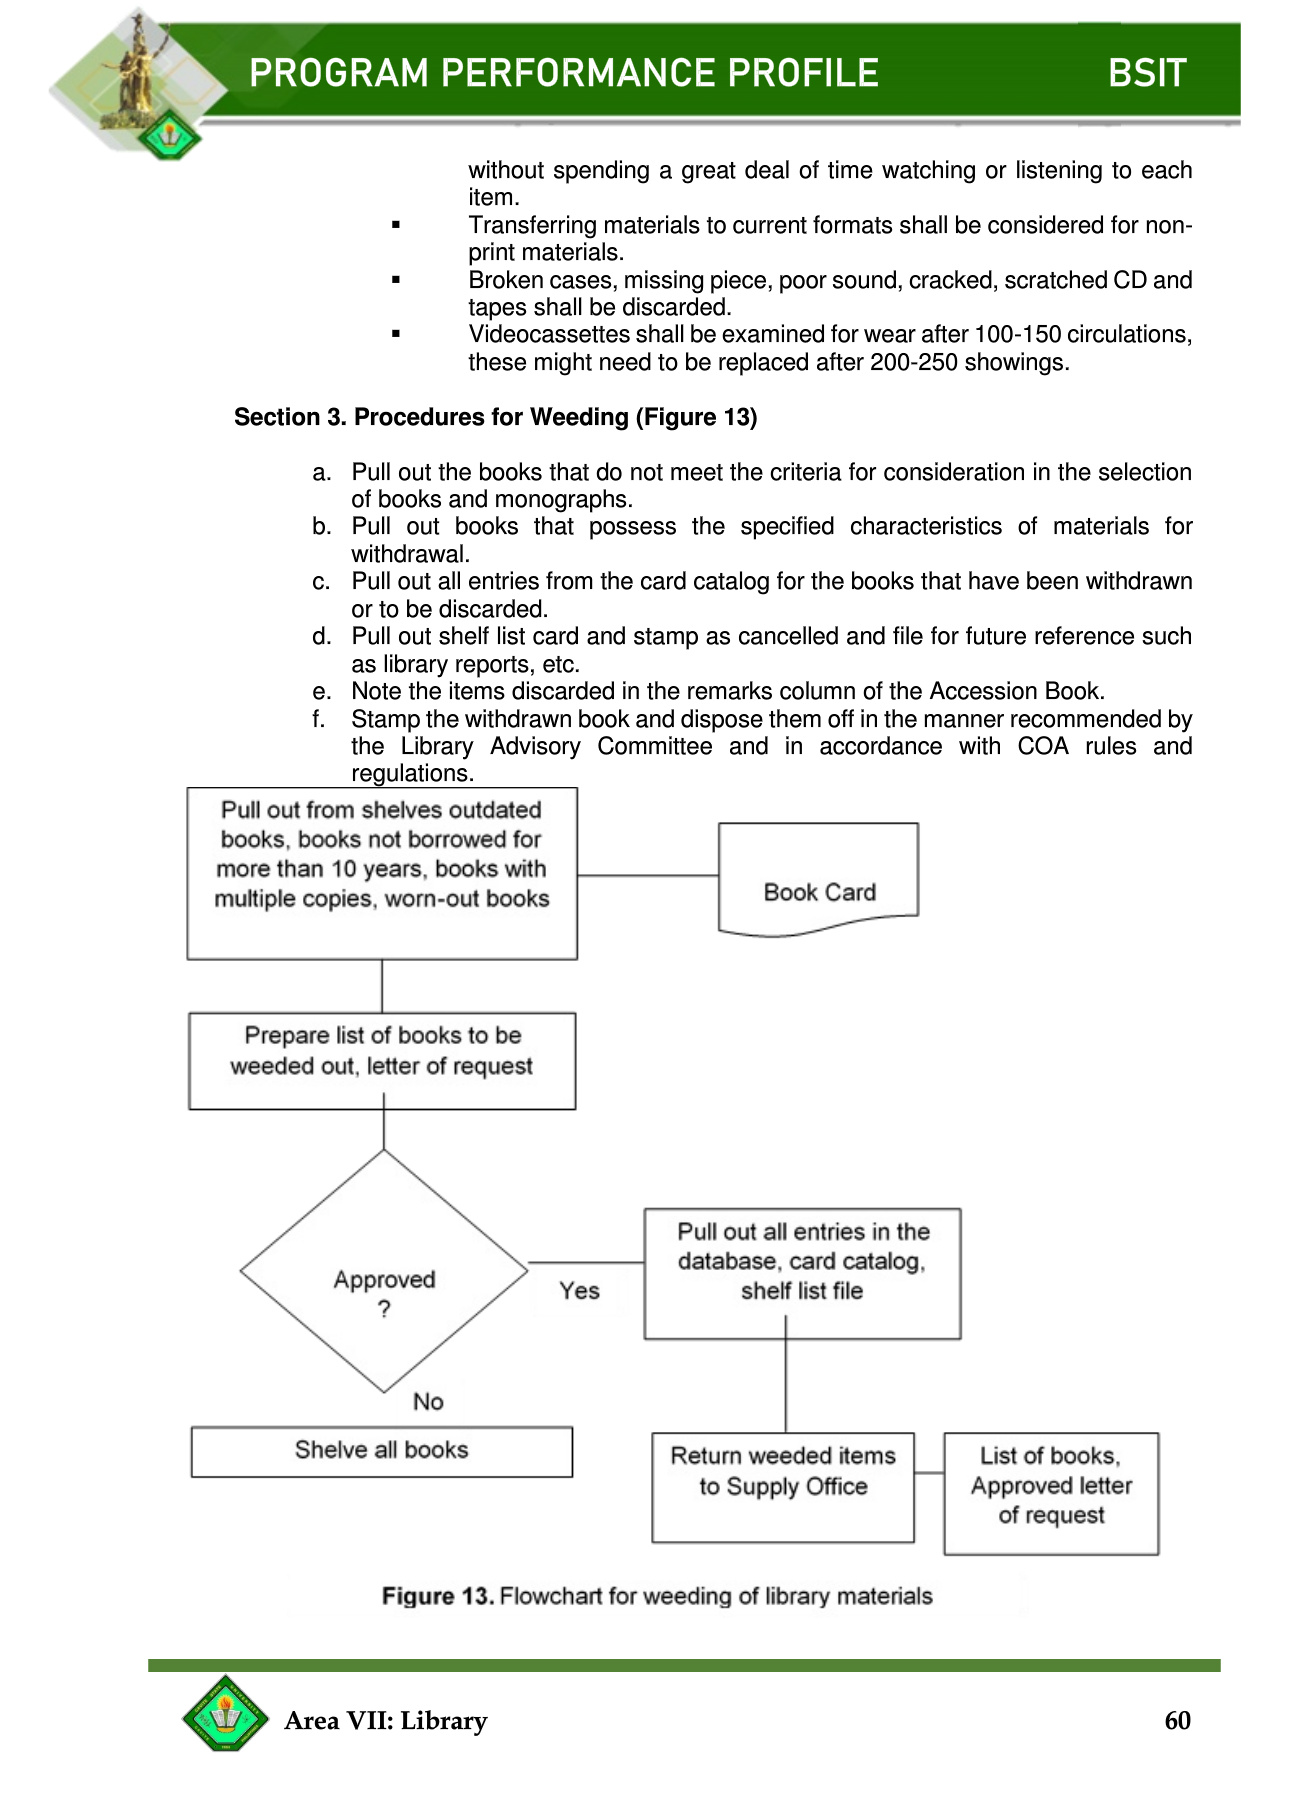 PROGRAM PERFORMANCE PROFILE BSIT
without spending a great deal of time watching or listening to each
item.
▪ Transferring materials to current formats shall be considered for non-
print materials.
▪ Broken cases, missing piece, poor sound, cracked, scratched CD and
tapes shall be discarded.
▪ Videocassettes shall be examined for wear after 100-150 circulations,
these might need to be replaced after 200-250 showings.
Section 3. Procedures for Weeding (Figure 13)
a. Pull out the books that do not meet the criteria for consideration in the selection
of books and monographs.
b. Pull out books that possess the specified characteristics of materials for
withdrawal.
c. Pull out all entries from the card catalog for the books that have been withdrawn
or to be discarded.
d. Pull out shelf list card and stamp as cancelled and file for future reference such
as library reports, etc.
e. Note the items discarded in the remarks column of the Accession Book.
f. Stamp the withdrawn book and dispose them off in the manner recommended by
the Library Advisory Committee and in accordance with COA rules and
regulations.
Pull out from shelves outdated
books, books not borrowed for
more than 10 years, books with
multiple copies, worn-out books
Book Card
Prepare list of books to be
weeded out, letter of request
Approved
?
Yes
Pull out all entries in the
database, card catalog,
shelf list file
No
Shelve all books
Return weeded items
to Supply Office
List of books,
Approved letter
of request
Figure 13. Flowchart for weeding of library materials
Area VII: Library 60